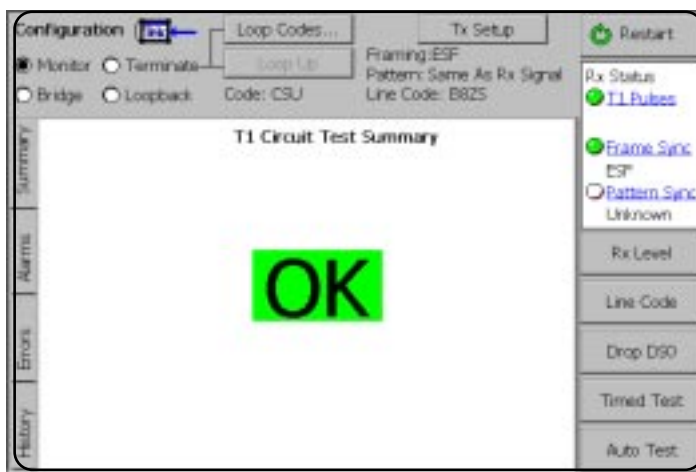 Configuration link Loop Codes... Tx Setup
Restart
Monitor Terminate Loop Up
Framing:ESF
Pattern: Same As Rx Signal
Bridge Loopback Code: CSU Line Code: B8ZS
Rx Status
T1 Pulses
Frame Sync
ESF
Pattern Sync
Unknown
Summary
Alarms
Errors
History
T1 Circuit Test Summary
OK
Rx Level
Line Code
Drop DS0
Timed Test
Auto Test